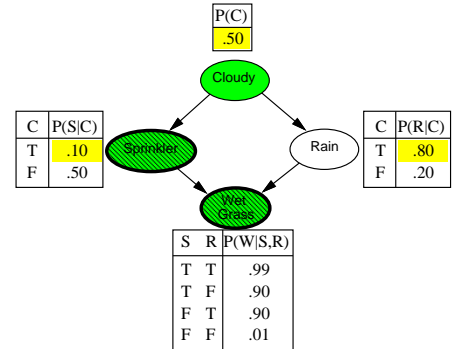 P(C)
.50
Cloudy
C P(S|C)
T .10
F .50
Sprinkler
Rain
C P(R|C)
T .80
F .20
Wet
Grass
S R P(W|S,R)
T T .99
T F .90
F T .90
F F .01